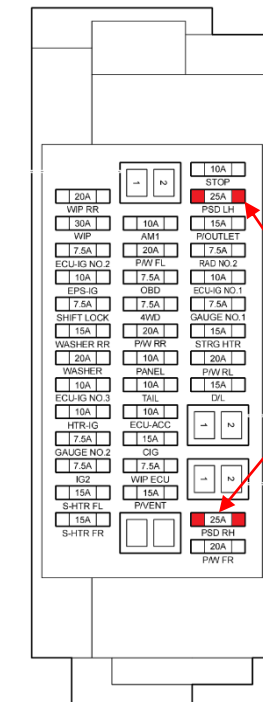 20A
WIP RR
30A
WIP
7.5A
ECU-IG NO.2
10A
EPS-IG
7.5A
SHIFT LOCK
15A
WASHER RR
20A
WASHER
10A
ECU-IG NO.3
10A
HTR-IG
7.5A
GAUGE NO.2
7.5A
IG2
15A
S-HTR FL
15A
S-HTR FR
1 2
10A
AM1
20A
P/W FL
7.5A
OBD
7.5A
4WD
20A
P/W RR
10A
PANEL
10A
TAIL
10A
ECU-ACC
15A
CIG
7.5A
WIP ECU
15A
P/VENT
10A
STOP
25A
PSD LH
15A
P/OUTLET
7.5A
RAD NO.2
10A
ECU-IG NO.1
7.5A
GAUGE NO.1
15A
STRG HTR
20A
P/W RL
15A
D/L
1 2
1 2
25A
PSD RH
20A
P/W FR